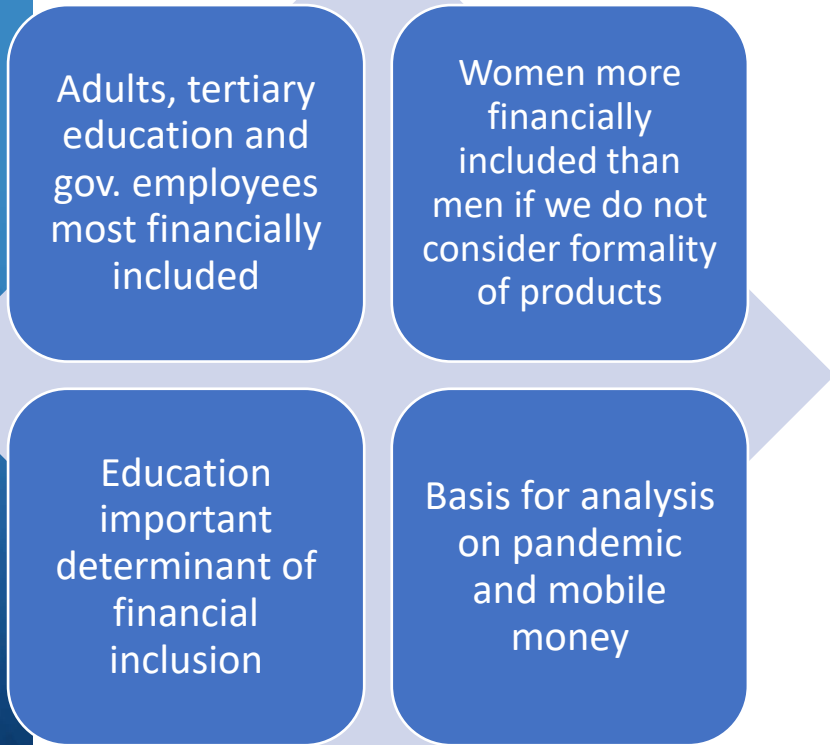 Adults, tertiary
education and
gov. employees
most financially
included
Women more
financially
included than
men if we do not
consider formality
of products
Education
important
determinant of
financial
inclusion
Basis for analysis
on pandemic
and mobile
money